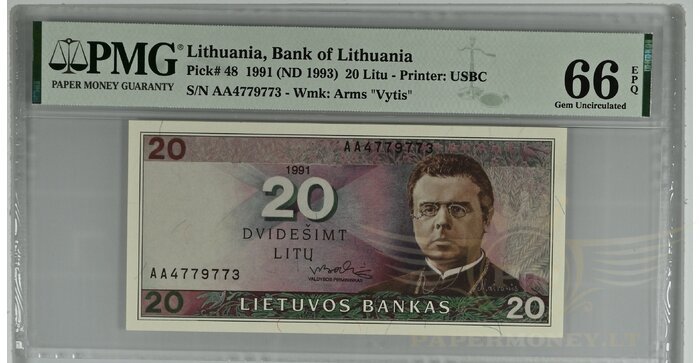 PMG®
PAPER MONEY GUARANTY
Lithuania, Bank of Lithuania
Pick# 48 1991 (ND 1993) 20 Litu - Printer: USBC
S/N AA4779773 - Wmk: Arms "Vytis"
66 EPQ
Gem Uncirculated
20
AA4779773
1991
20
DVIDEŠIMT
LITŲ
AA4779773
VALDYBOS PIRMININKAS
Maironis
20
LIETUVOS BANKAS
20
PAPERMONEY.LT